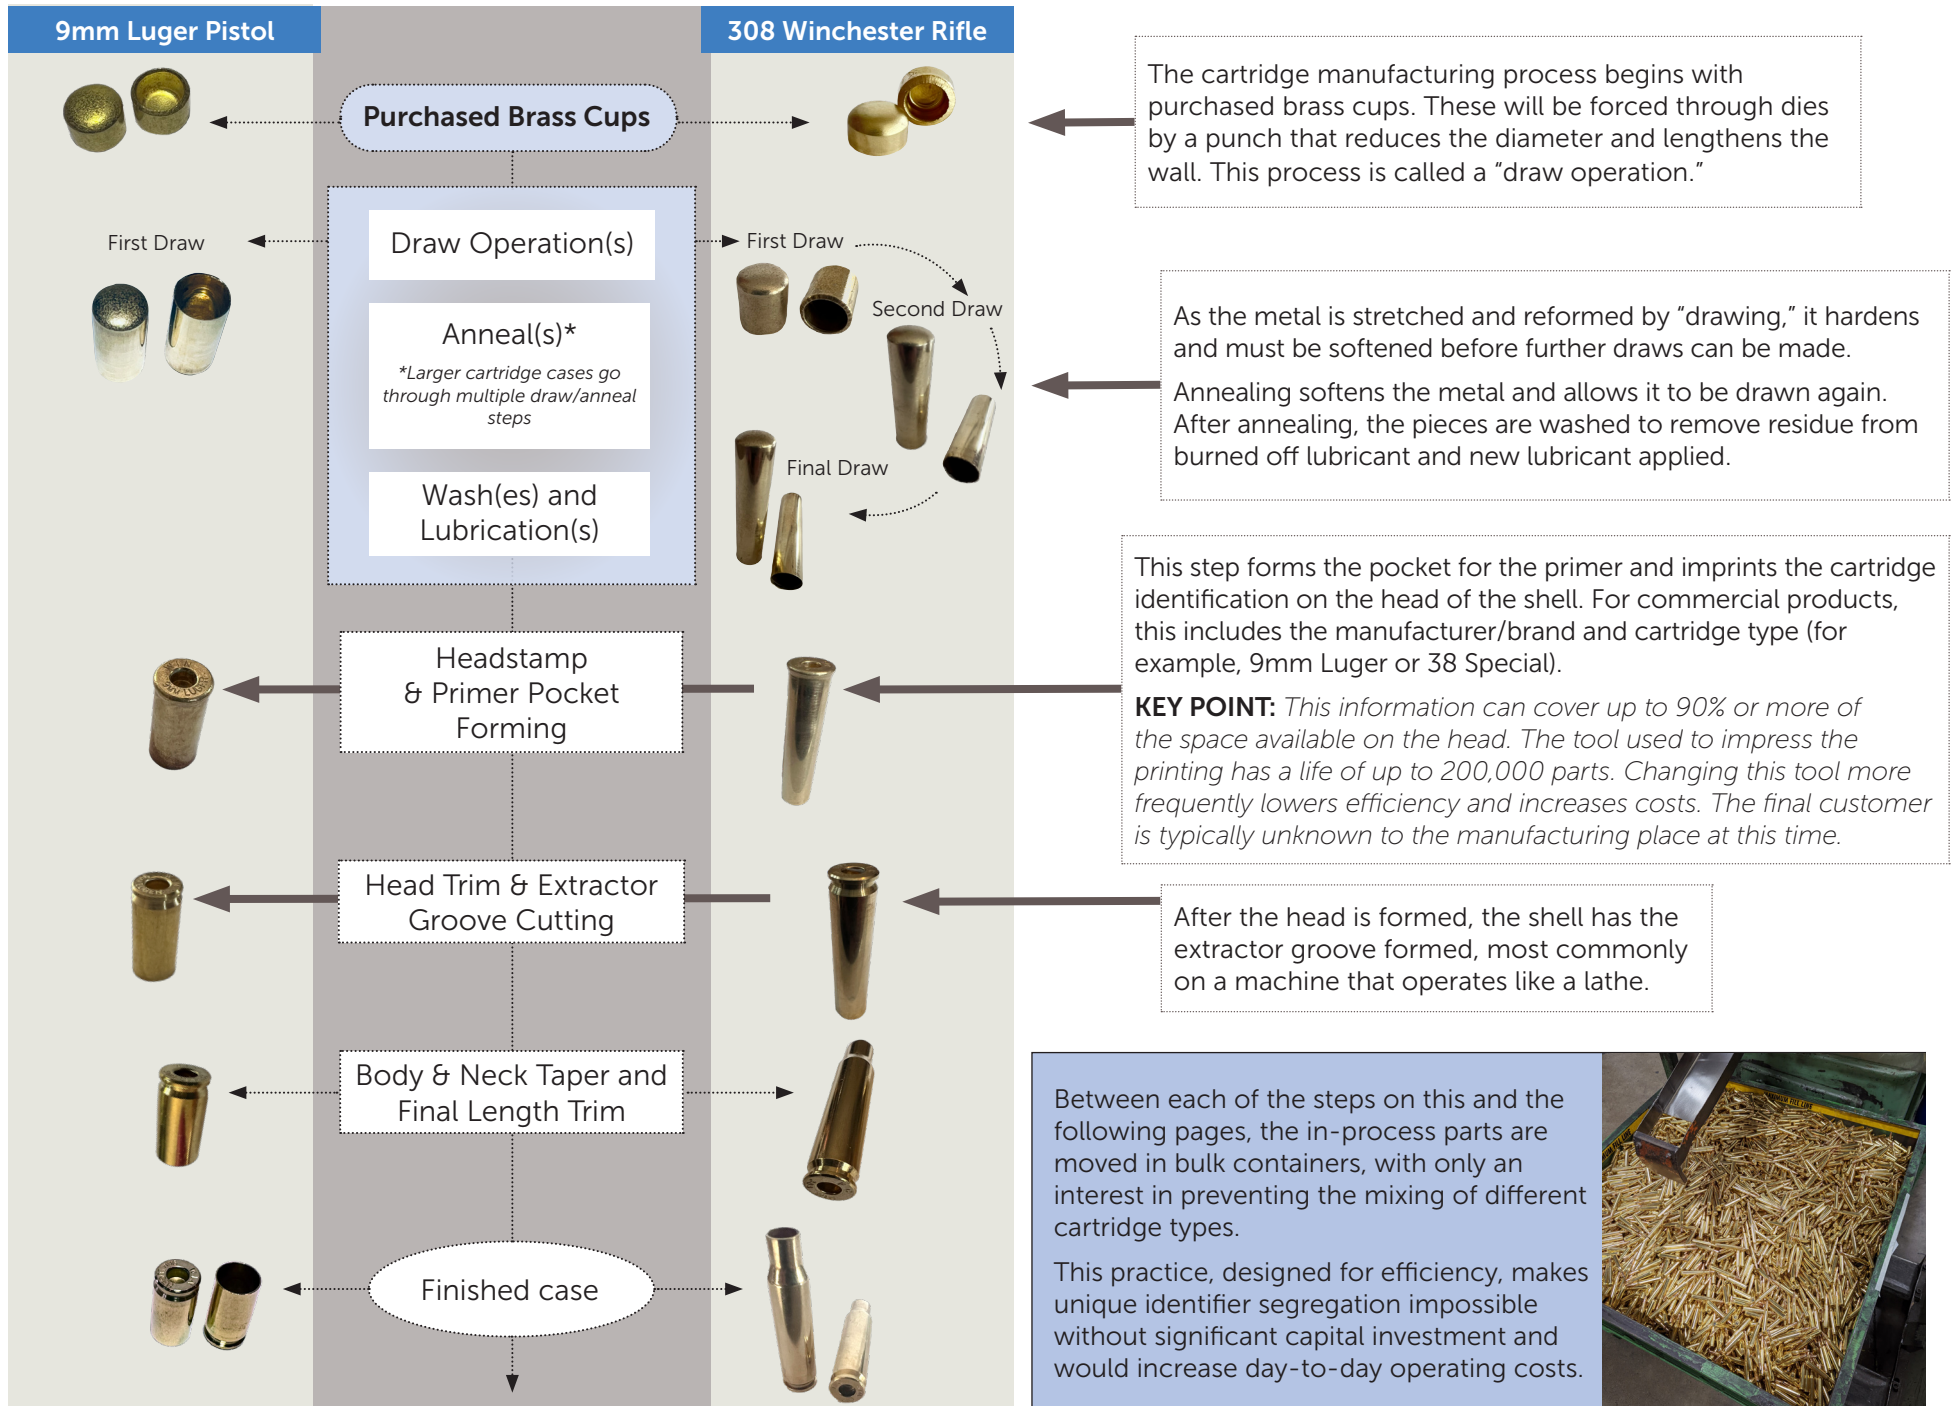 9mm Luger Pistol
308 Winchester Rifle
Purchased Brass Cups
The cartridge manufacturing process begins with
purchased brass cups. These will be forced through dies
by a punch that reduces the diameter and lengthens the
wall. This process is called a “draw operation.”
First Draw
Draw Operation(s)
First Draw
Second Draw
Anneal(s)*
*Larger cartridge cases go
through multiple draw/anneal
steps
Final Draw
Wash(es) and
Lubrication(s)
As the metal is stretched and reformed by “drawing,” it hardens
and must be softened before further draws can be made.
Annealing softens the metal and allows it to be drawn again.
After annealing, the pieces are washed to remove residue from
burned off lubricant and new lubricant applied.
Headstamp
& Primer Pocket
Forming
WIN
9mm LUGER
This step forms the pocket for the primer and imprints the cartridge
identification on the head of the shell. For commercial products,
this includes the manufacturer/brand and cartridge type (for
example, 9mm Luger or 38 Special).
KEY POINT: This information can cover up to 90% or more of
the space available on the head. The tool used to impress the
printing has a life of up to 200,000 parts. Changing this tool more
frequently lowers efficiency and increases costs. The final customer
is typically unknown to the manufacturing place at this time.
Head Trim & Extractor
Groove Cutting
After the head is formed, the shell has the
extractor groove formed, most commonly
on a machine that operates like a lathe.
Body & Neck Taper and
Final Length Trim
Between each of the steps on this and the
following pages, the in-process parts are
moved in bulk containers, with only an
interest in preventing the mixing of different
cartridge types.
This practice, designed for efficiency, makes
unique identifier segregation impossible
without significant capital investment and
would increase day-to-day operating costs.
Finished case